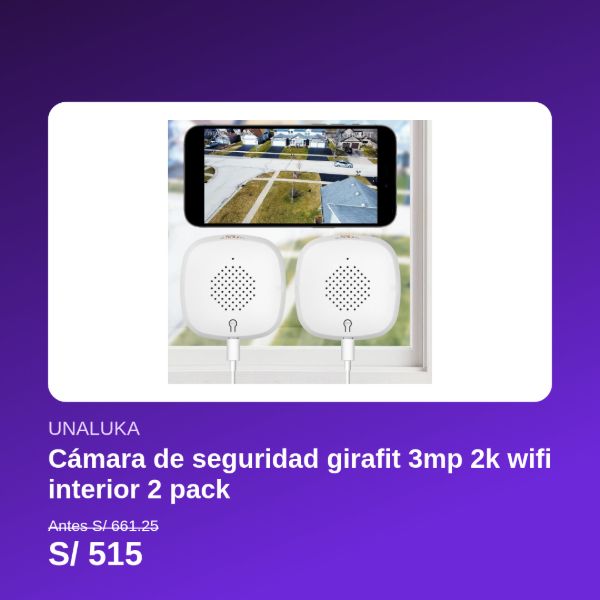 UNALUKA
Cámara de seguridad girafit 3mp 2k wifi
interior 2 pack
Antes S/ 661.25
S/ 515